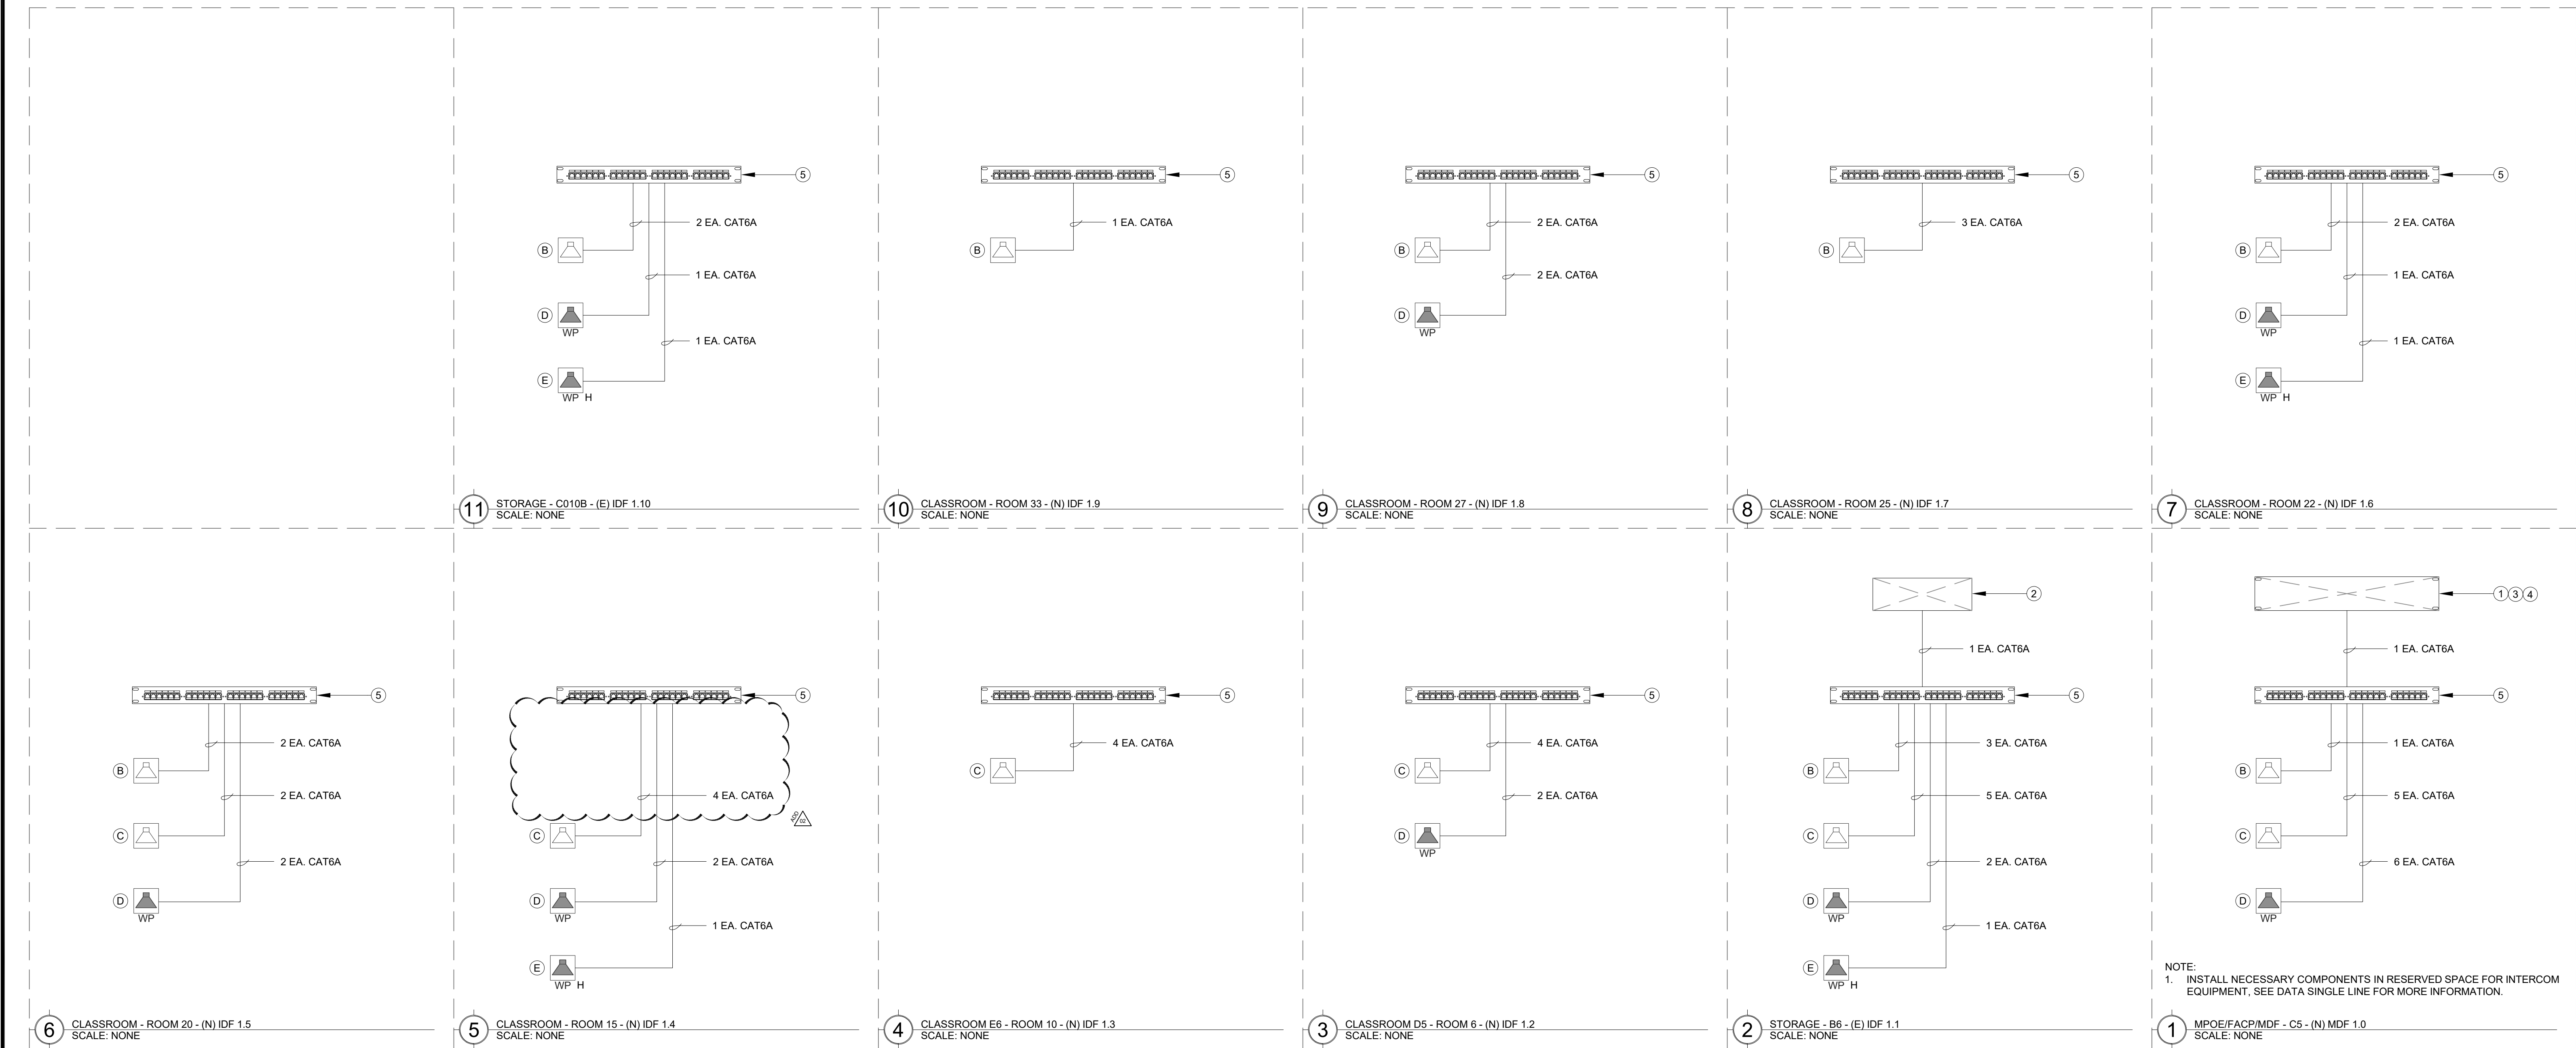 5
2 EA. CAT6A
B
1 EA. CAT6A
D
WP
1 EA. CAT6A
E
WP H
11 STORAGE - C010B - (E) IDF 1.10
SCALE: NONE
5
1 EA. CAT6A
B
10 CLASSROOM - ROOM 33 - (N) IDF 1.9
SCALE: NONE
5
2 EA. CAT6A
B
2 EA. CAT6A
D
WP
9 CLASSROOM - ROOM 27 - (N) IDF 1.8
SCALE: NONE
5
3 EA. CAT6A
B
8 CLASSROOM - ROOM 25 - (N) IDF 1.7
SCALE: NONE
5
2 EA. CAT6A
B
1 EA. CAT6A
D
WP
1 EA. CAT6A
E
WP H
7 CLASSROOM - ROOM 22 - (N) IDF 1.6
SCALE: NONE
5
2 EA. CAT6A
B
2 EA. CAT6A
C
2 EA. CAT6A
D
WP
6 CLASSROOM - ROOM 20 - (N) IDF 1.5
SCALE: NONE
5
4 EA. CAT6A
ADD
02
C
2 EA. CAT6A
D
WP
1 EA. CAT6A
E
WP H
5 CLASSROOM - ROOM 15 - (N) IDF 1.4
SCALE: NONE
5
4 EA. CAT6A
C
4 CLASSROOM E6 - ROOM 10 - (N) IDF 1.3
SCALE: NONE
5
4 EA. CAT6A
C
2 EA. CAT6A
D
WP
3 CLASSROOM D5 - ROOM 6 - (N) IDF 1.2
SCALE: NONE
2
1 EA. CAT6A
5
3 EA. CAT6A
B
5 EA. CAT6A
C
2 EA. CAT6A
D
WP
1 EA. CAT6A
E
WP H
2 STORAGE - B6 - (E) IDF 1.1
SCALE: NONE
1 3 4
1 EA. CAT6A
5
1 EA. CAT6A
B
5 EA. CAT6A
C
6 EA. CAT6A
D
WP
NOTE:
1. INSTALL NECESSARY COMPONENTS IN RESERVED SPACE FOR INTERCOM
EQUIPMENT, SEE DATA SINGLE LINE FOR MORE INFORMATION.
1 MPOE/FACP/MDF - C5 - (N) MDF 1.0
SCALE: NONE